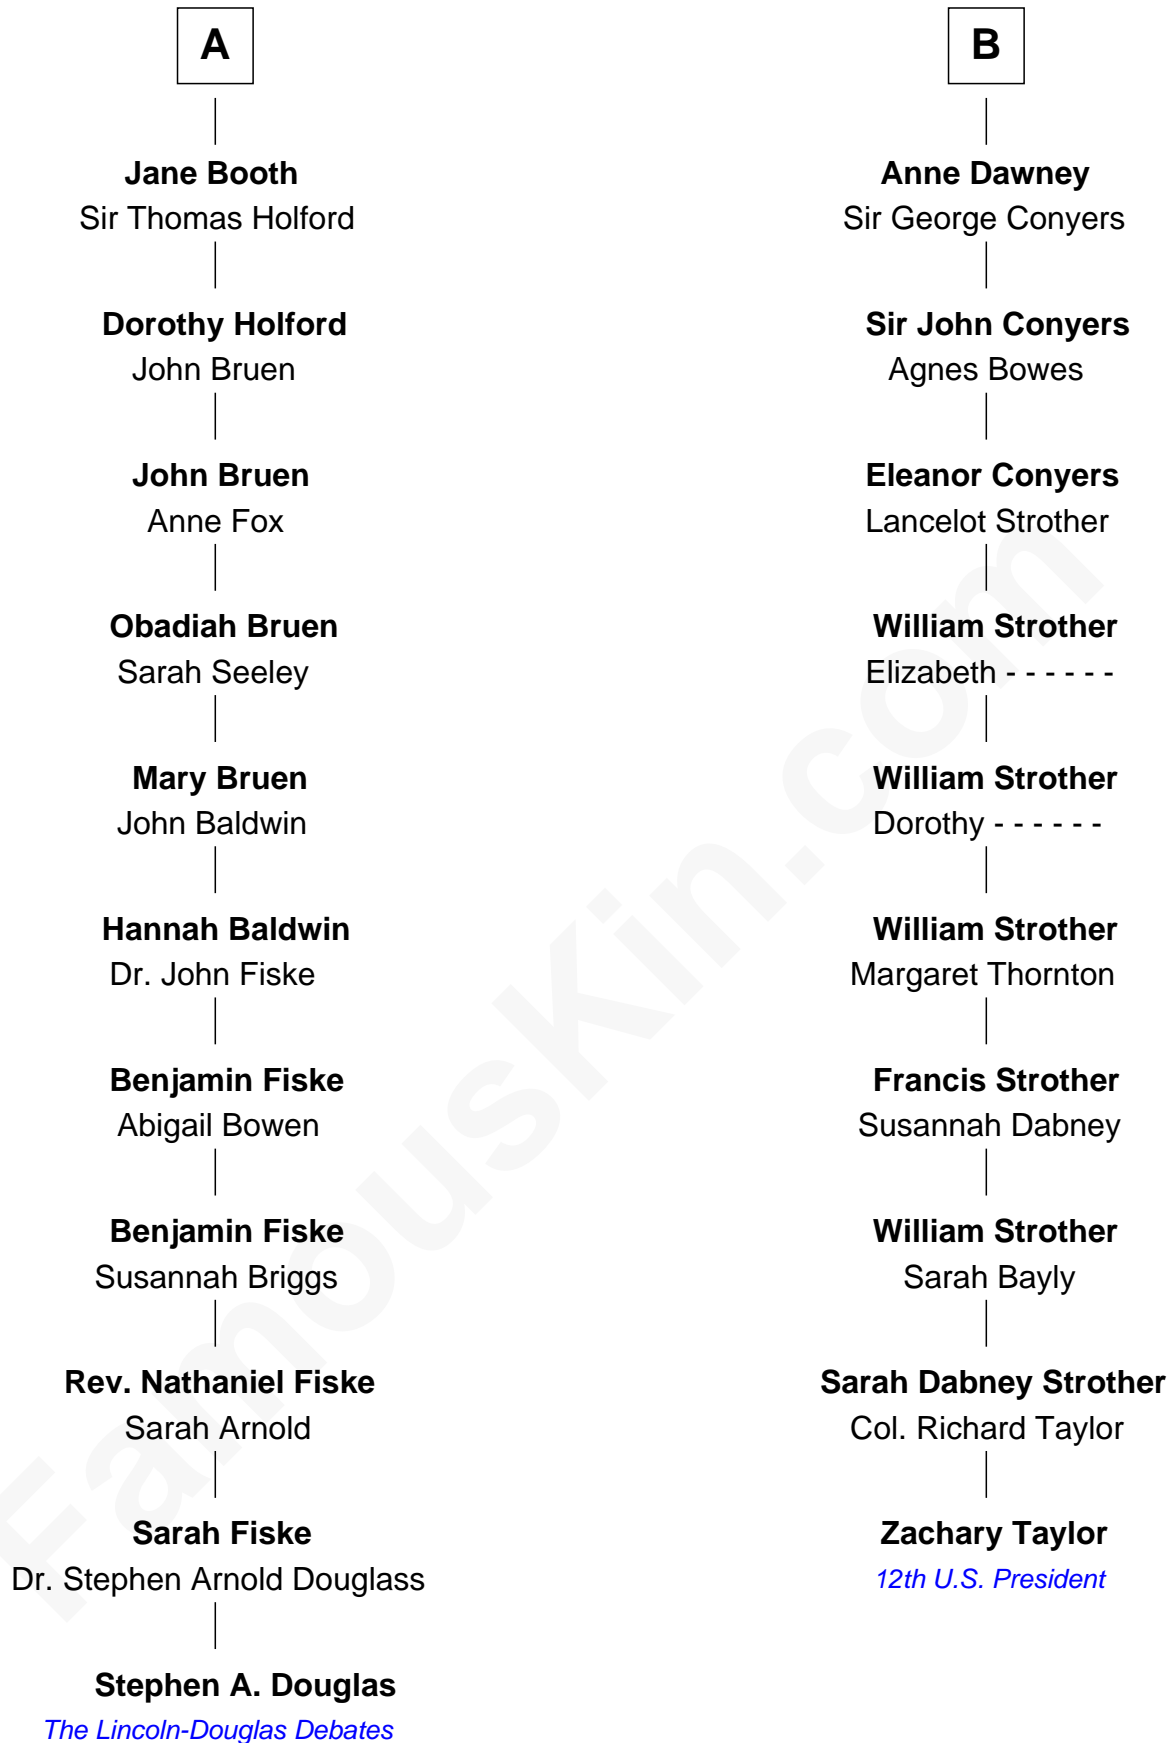 A
Jane Booth
Sir Thomas Holford
Dorothy Holford
John Bruen
John Bruen
Anne Fox
Obadiah Bruen
Sarah Seeley
Mary Bruen
John Baldwin
Hannah Baldwin
Dr. John Fiske
Benjamin Fiske
Abigail Bowen
Benjamin Fiske
Susannah Briggs
Rev. Nathaniel Fiske
Sarah Arnold
Sarah Fiske
Dr. Stephen Arnold Douglass
Stephen A. Douglas
The Lincoln-Douglas Debates
B
Anne Dawney
Sir George Conyers
Sir John Conyers
Agnes Bowes
Eleanor Conyers
Lancelot Strother
William Strother
Elizabeth - - - - - -
William Strother
Dorothy - - - - - -
William Strother
Margaret Thornton
Francis Strother
Susannah Dabney
William Strother
Sarah Bayly
Sarah Dabney Strother
Col. Richard Taylor
Zachary Taylor
12th U.S. President
FamousKin.com